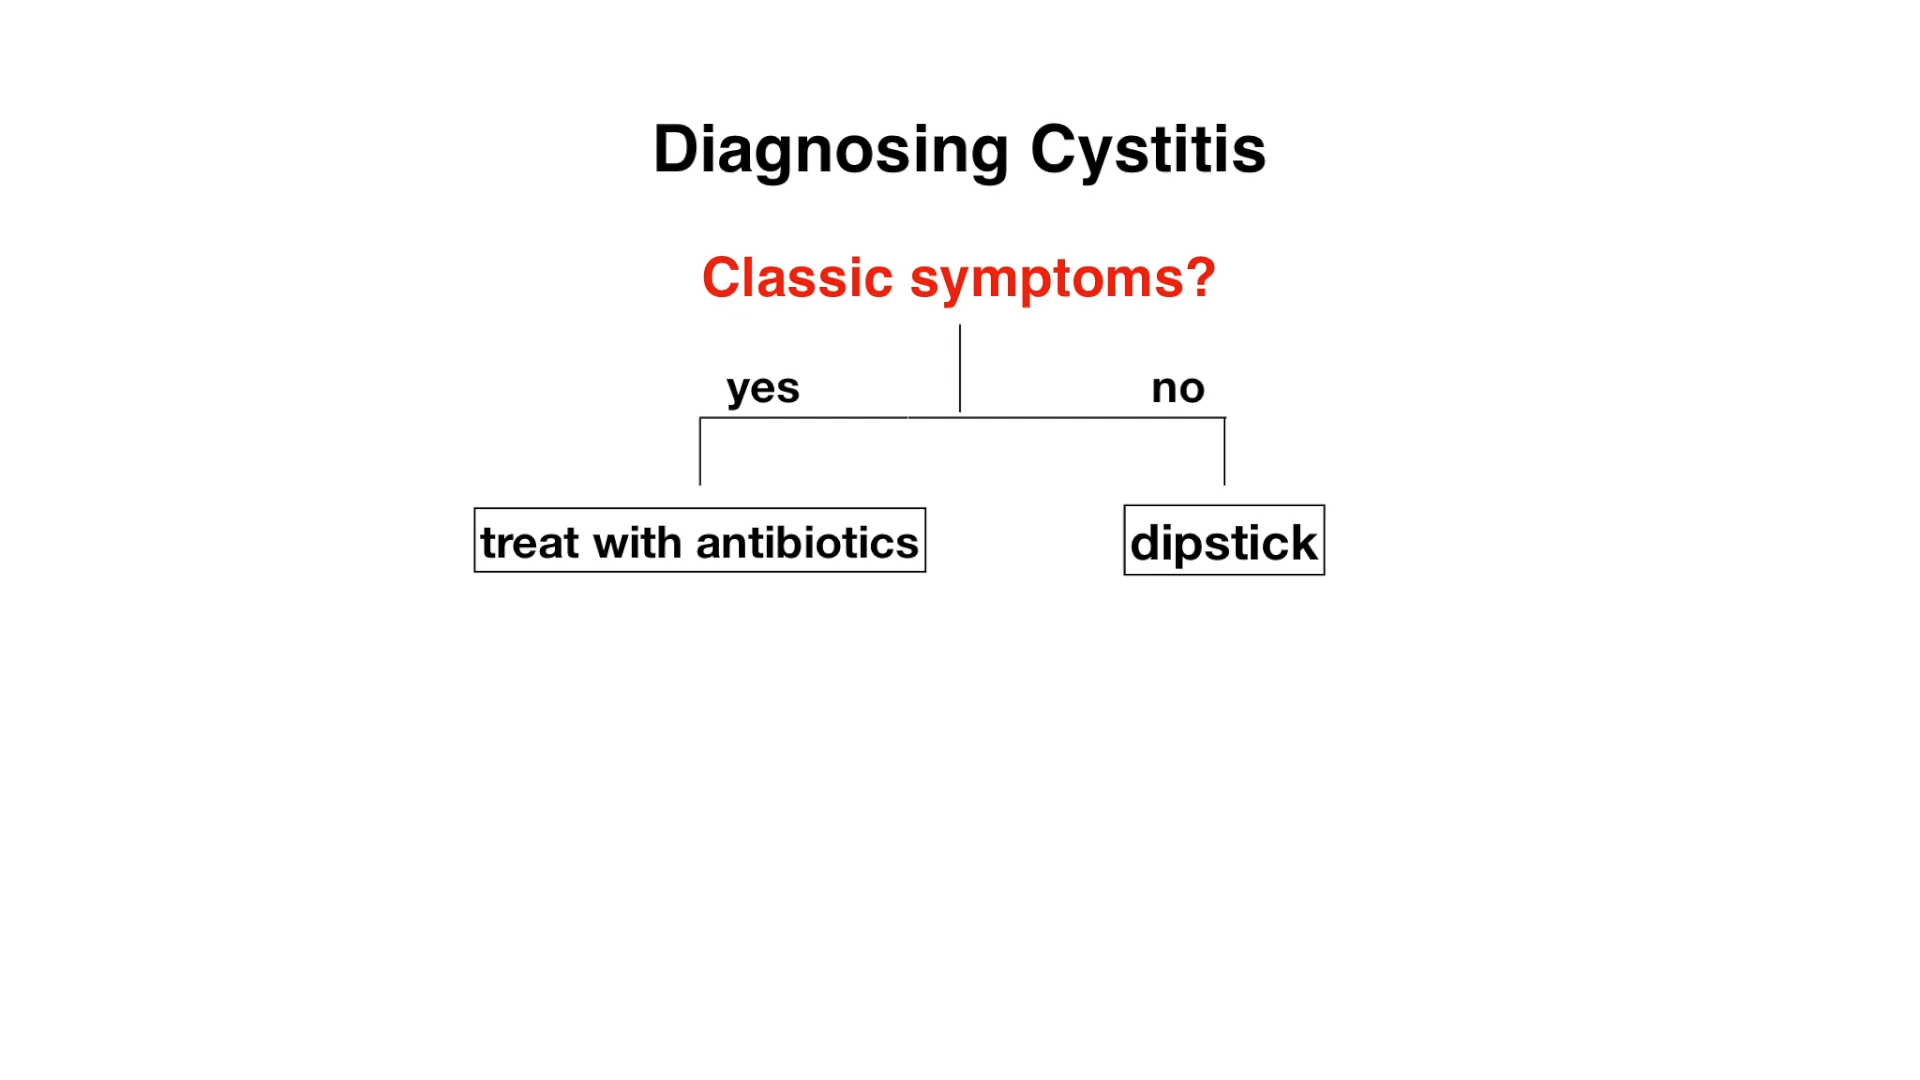 Diagnosing Cystitis
Classic symptoms?
yes
no
treat with antibiotics
dipstick